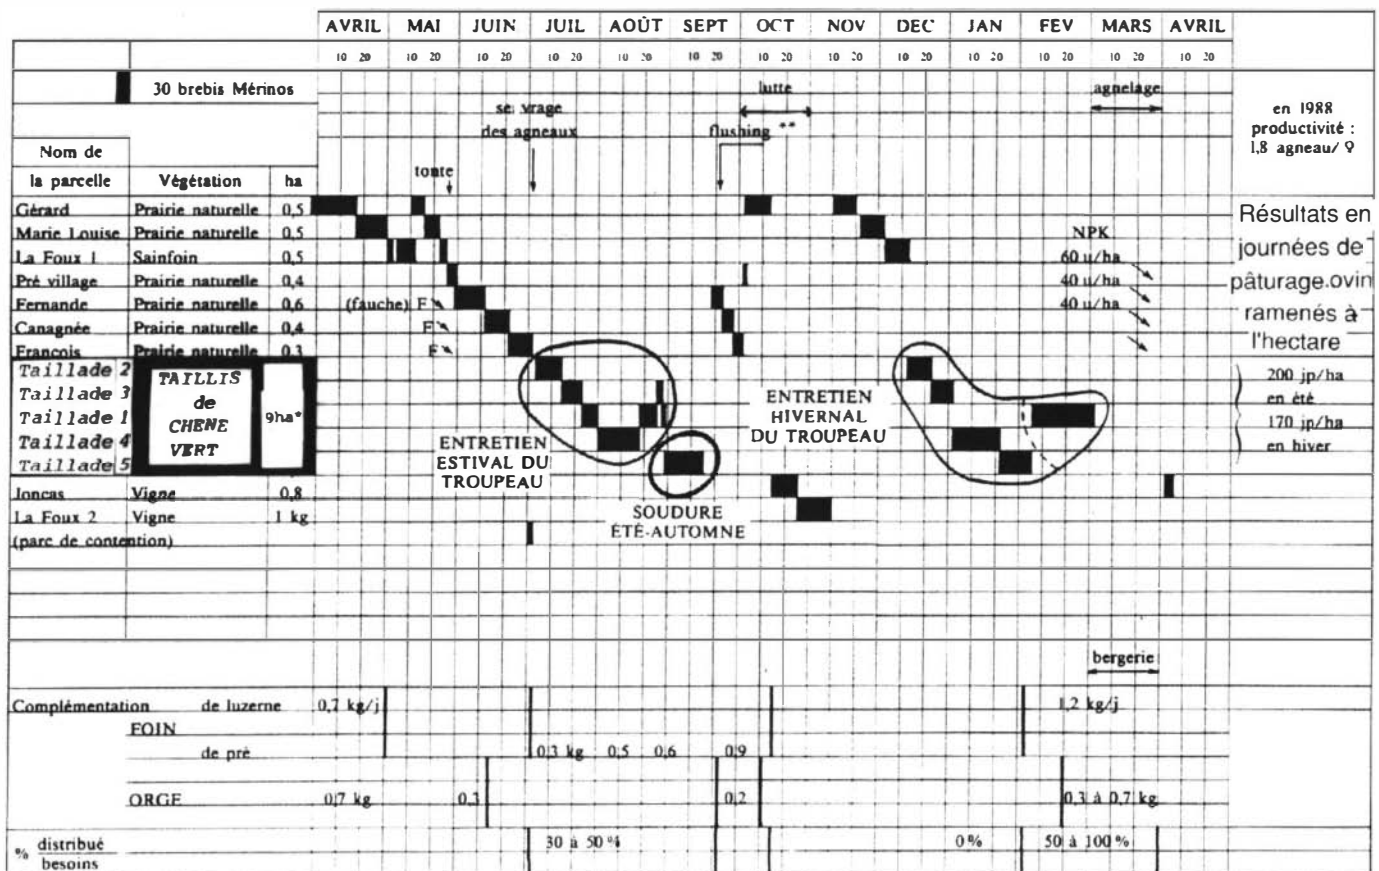 AVRIL MAI JUIN JUIL AOÛT SEPT OCT NOV DEC JAN FEV MARS AVRIL
10 20 10 20 10 20 10 20 10 20 10 20 10 20 10 20 10 20 10 20 10 20 10 20 10 20
30 brebis Mérinos
lutte
agnelage
sevrage
des agneaux
flushing **
en 1988
productivité :
1,8 agneau/ ♀
Nom de
la parcelle Végétation ha
tonte
Gérard Prairie naturelle 0,5
Marie Louise Prairie naturelle 0,5
La Foux 1 Sainfoin 0,5
Pré village Prairie naturelle 0,4
Fernande Prairie naturelle 0,6 (fauche) F
Canagnée Prairie naturelle 0,4 F
François Prairie naturelle 0,3 F
NPK
60 u/ha
40 u/ha
40 u/ha
Résultats en
journées de
pâturage.ovin
ramenés à
l'hectare
Taillade 2
Taillade 3
Taillade 1
Taillade 4
Taillade 5
TAILLIS
de
CHENE
VERT
9ha*
ENTRETIEN
ESTIVAL DU
TROUPEAU
ENTRETIEN
HIVERNAL
DU TROUPEAU
200 jp/ha
en été
170 jp/ha
en hiver
Joncas Vigne 0,8
La Foux 2 Vigne 1 kg
(parc de contention)
SOUDURE
ÉTÉ-AUTOMNE
bergerie
Complémentation de luzerne 0,7 kg/j 1,2 kg/j
FOIN
de pré 0,3 kg 0,5 0,6 0,9
ORGE 0,7 kg 0,3 0,2 0,3 à 0,7 kg
% distribué
besoins
30 à 50 % 0 % 50 à 100 %